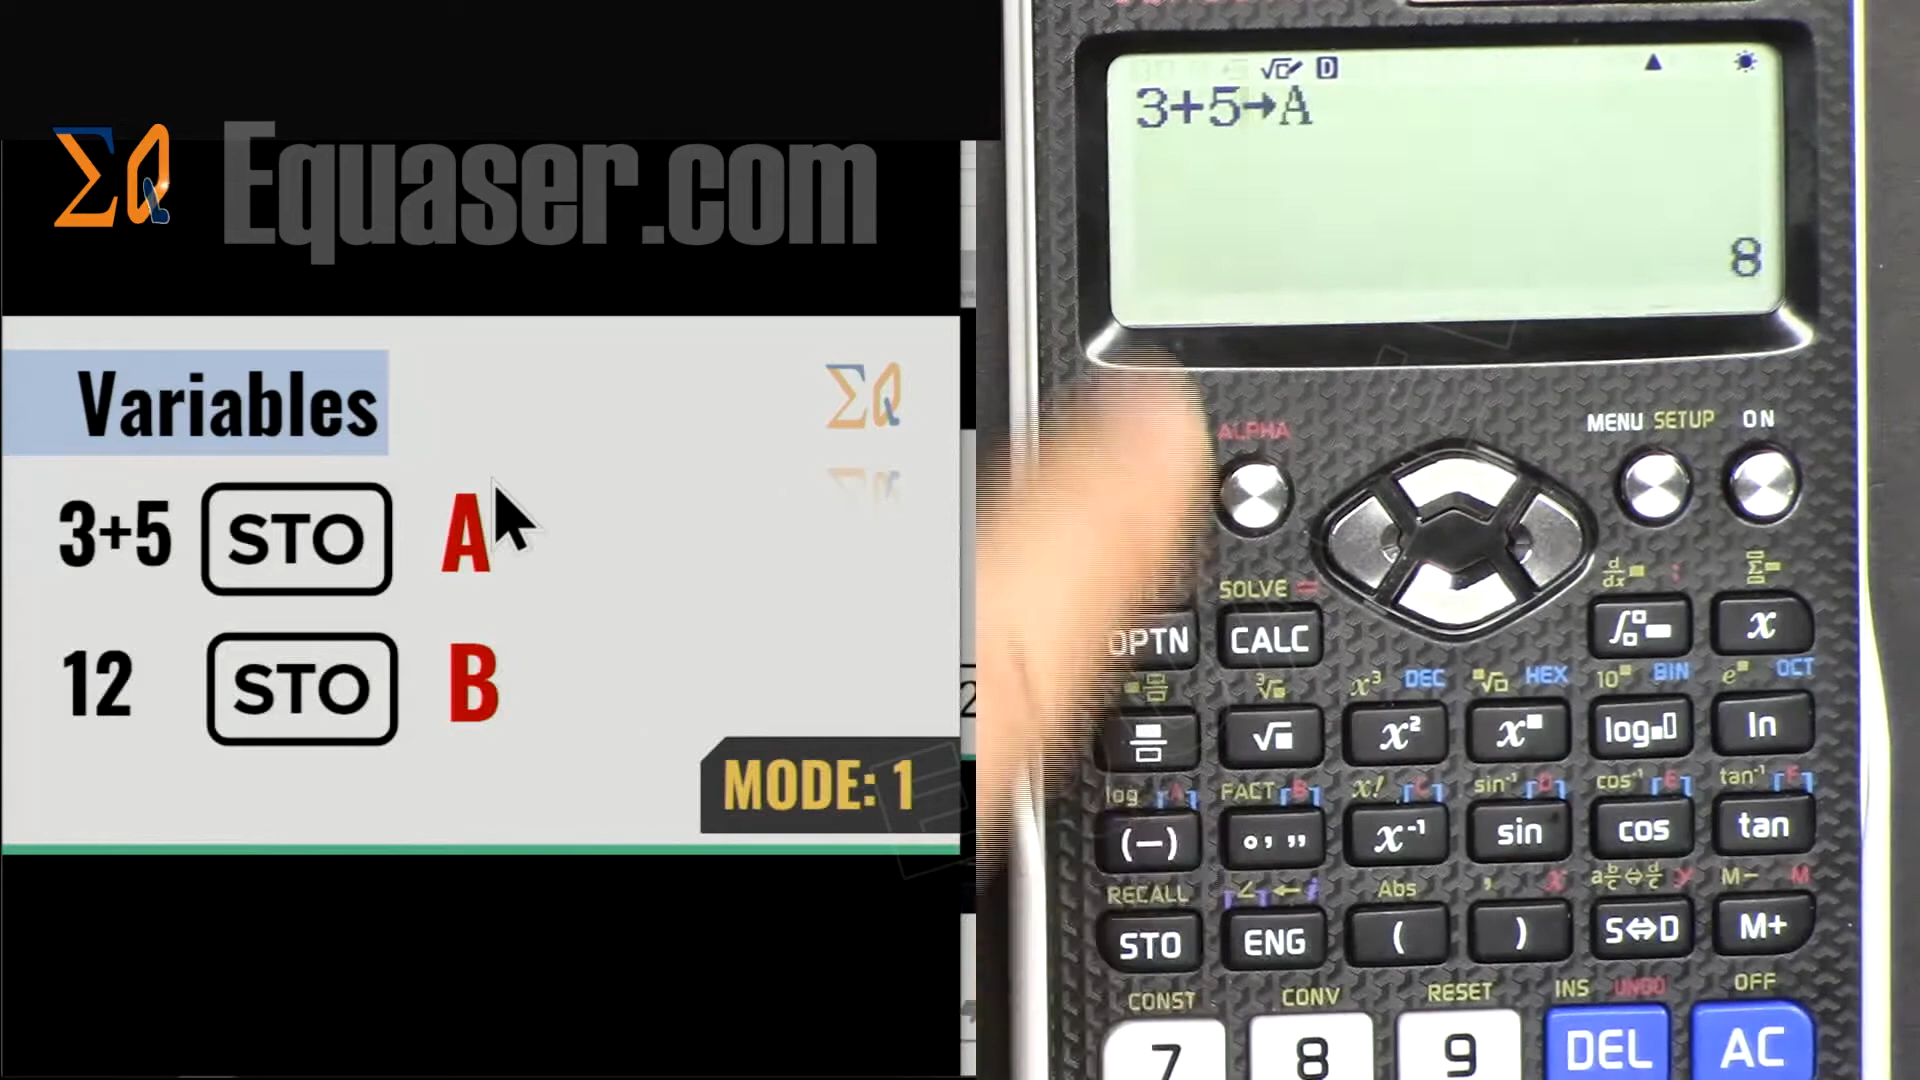 Equaser.com
Variables
3+5 STO A
12 STO B
MODE: 1
3+5→A
8
ALPHA MENU SETUP ON
SOLVE =
OPTN CALC x
x³ DEC HEX BIN OCT
√ x² log ln
log A FACT B x! C sin⁻¹ D cos⁻¹ E tan⁻¹ F
(−) ° ’ ” x⁻¹ sin cos tan
RECALL ∠ ← i Abs , x a b/c⇔d/c y M− M
STO ENG ( ) S⇔D M+
CONST CONV RESET INS UNDO OFF
7 8 9 DEL AC